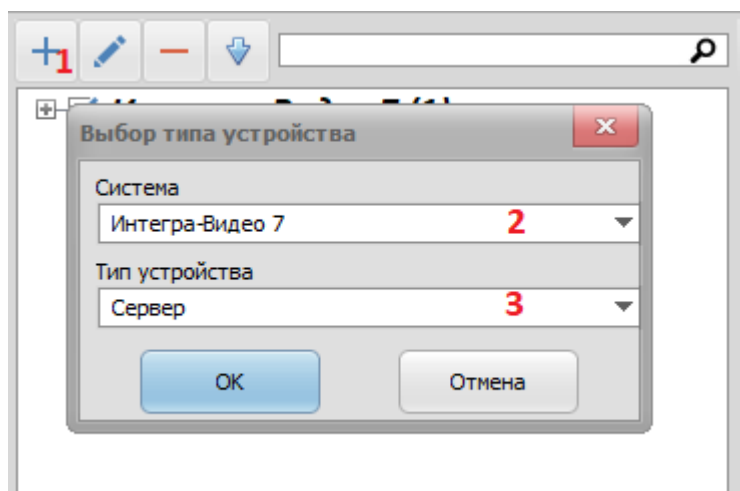 1
Выбор типа устройства
Система
Интегра-Видео 7 2
Тип устройства
Сервер 3
OK Отмена